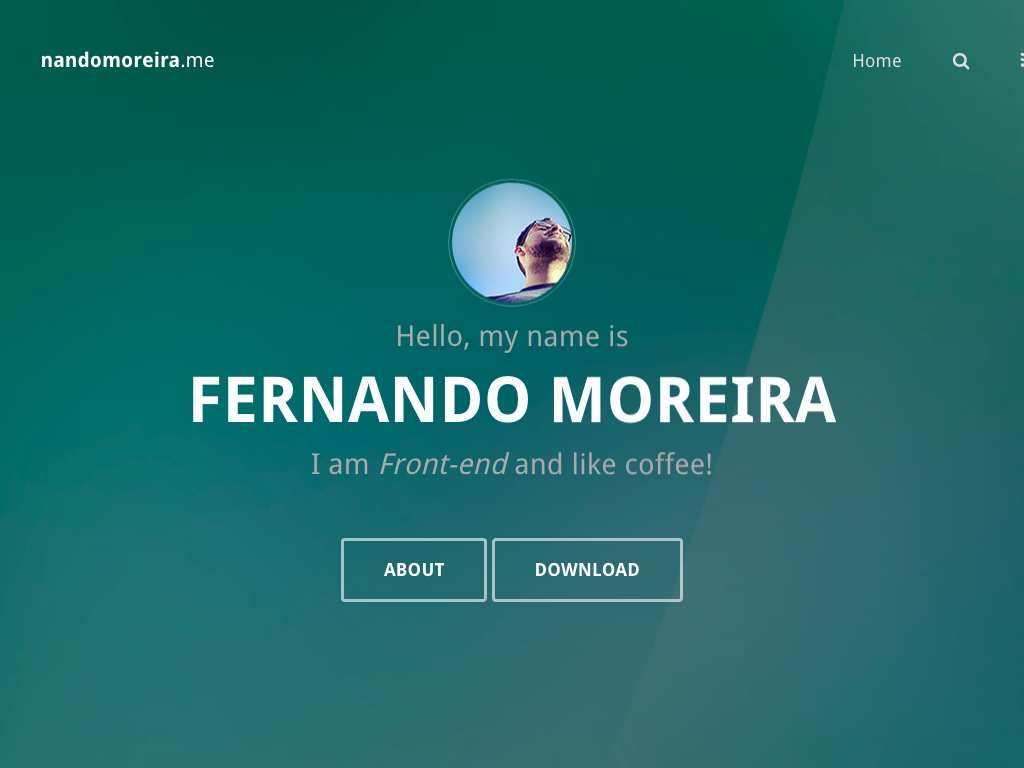 nandomoreira.me
Home
Hello, my name is
FERNANDO MOREIRA
I am Front-end and like coffee!
ABOUT
DOWNLOAD